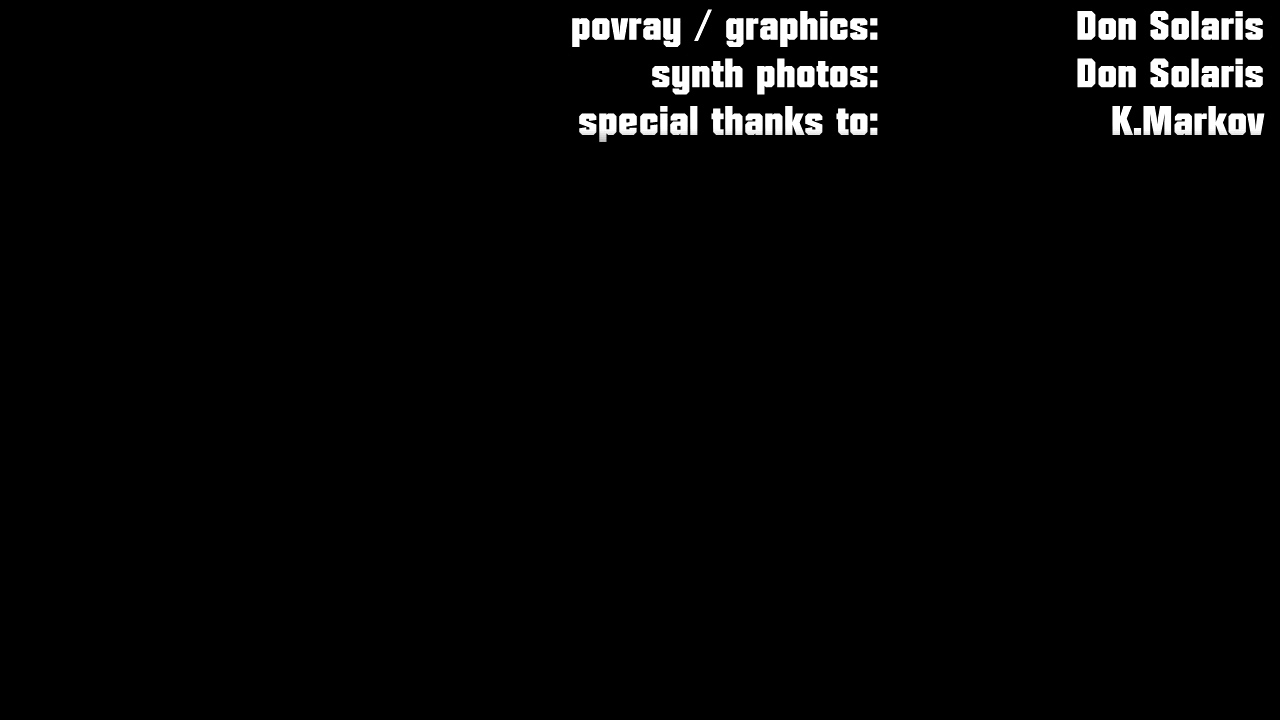 povray / graphics: Don Solaris
synth photos: Don Solaris
special thanks to: K.Markov